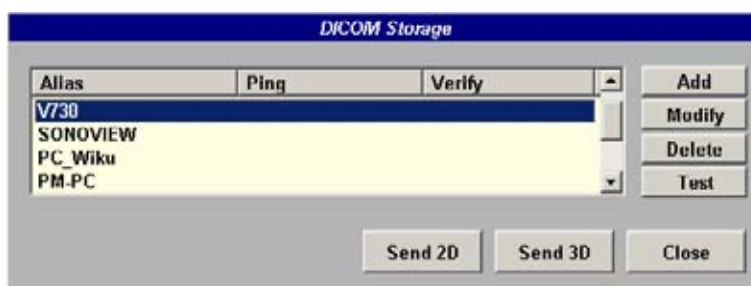 DICOM Storage
Alias Ping Verify
Add
V730
Modify
SONOVIEW
PC_Wiku
Delete
PM-PC
Test
Send 2D Send 3D Close